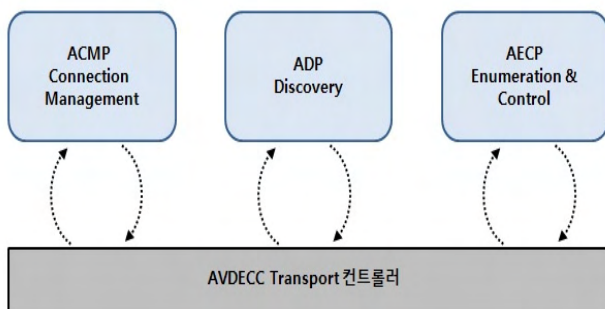 ACMP
Connection
Management
ADP
Discovery
AECP
Enumeration &
Control
AVDECC Transport 컨트롤러